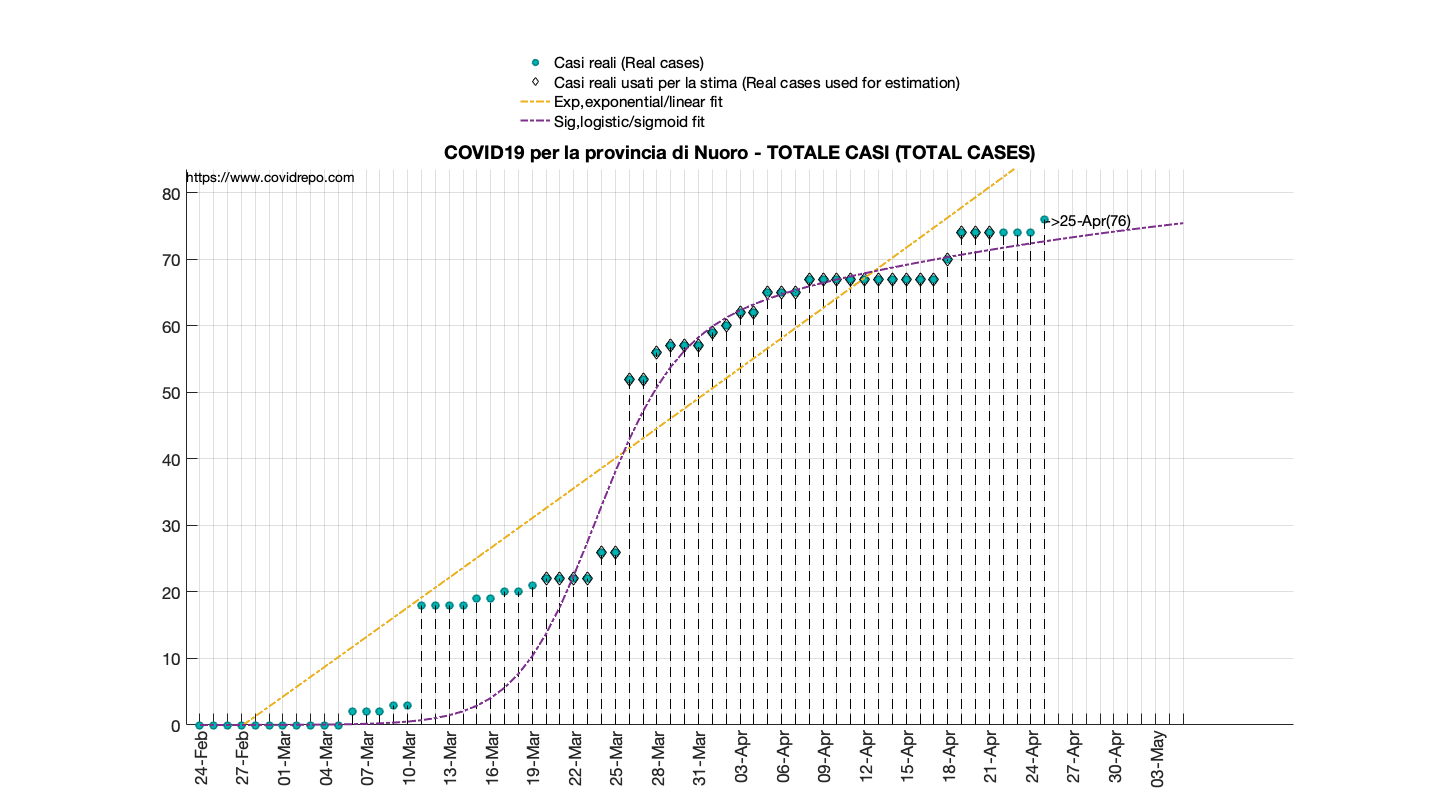 Casi reali (Real cases)
Casi reali usati per la stima (Real cases used for estimation)
Exp,exponential/linear fit
Sig,logistic/sigmoid fit
COVID19 per la provincia di Nuoro - TOTALE CASI (TOTAL CASES)
https://www.covidrepo.com
80
70
60
50
40
30
20
10
0
->25-Apr(76)
24-Feb
27-Feb
01-Mar
04-Mar
07-Mar
10-Mar
13-Mar
16-Mar
19-Mar
22-Mar
25-Mar
28-Mar
31-Mar
03-Apr
06-Apr
09-Apr
12-Apr
15-Apr
18-Apr
21-Apr
24-Apr
27-Apr
30-Apr
03-May